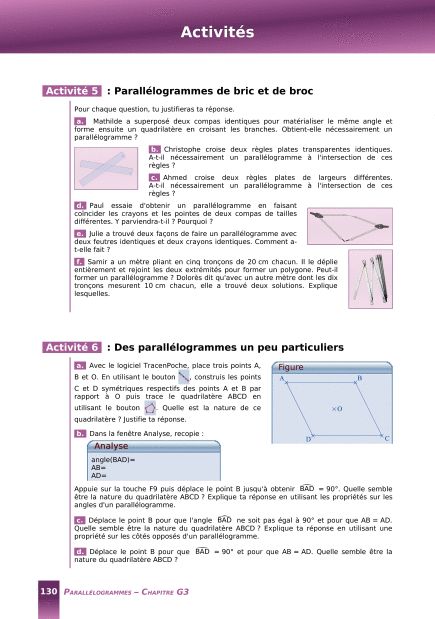 Activités
Activité 5 : Parallélogrammes de bric et de broc
Pour chaque question, tu justifieras ta réponse.
a. Mathilde a superposé deux compas identiques pour matérialiser le même angle et
forme ensuite un quadrilatère en croisant les branches. Obtient-elle nécessairement un
parallélogramme ?
b. Christophe croise deux règles plates transparentes identiques.
A-t-il nécessairement un parallélogramme à l'intersection de ces
règles ?
c. Ahmed croise deux règles plates de largeurs différentes.
A-t-il nécessairement un parallélogramme à l'intersection de ces
règles ?
d. Paul essaie d'obtenir un parallélogramme en faisant
coïncider les crayons et les pointes de deux compas de tailles
différentes. Y parviendra-t-il ? Pourquoi ?
e. Julie a trouvé deux façons de faire un parallélogramme avec
deux feutres identiques et deux crayons identiques. Comment a-
t-elle fait ?
f. Samir a un mètre pliant en cinq tronçons de 20 cm chacun. Il le déplie
entièrement et rejoint les deux extrémités pour former un polygone. Peut-il
former un parallélogramme ? Dolorès dit qu'avec un autre mètre dont les dix
tronçons mesurent 10 cm chacun, elle a trouvé deux solutions. Explique
lesquelles.
Activité 6 : Des parallélogrammes un peu particuliers
a. Avec le logiciel TracenPoche, place trois points A,
B et O. En utilisant le bouton , construis les points
C et D symétriques respectifs des points A et B par
rapport à O puis trace le quadrilatère ABCD en
utilisant le bouton . Quelle est la nature de ce
quadrilatère ? Justifie ta réponse.
Figure
A
B
O
D
C
b. Dans la fenêtre Analyse, recopie :
Analyse
angle(BAD)=
AB=
AD=
Appuie sur la touche F9 puis déplace le point B jusqu'à obtenir BAD = 90°. Quelle semble
être la nature du quadrilatère ABCD ? Explique ta réponse en utilisant les propriétés sur les
angles d'un parallélogramme.
c. Déplace le point B pour que l'angle BAD ne soit pas égal à 90° et pour que AB = AD.
Quelle semble être la nature du quadrilatère ABCD ? Explique ta réponse en utilisant une
propriété sur les côtés opposés d'un parallélogramme.
d. Déplace le point B pour que BAD = 90° et pour que AB = AD. Quelle semble être la
nature du quadrilatère ABCD ?
130 Parallélogrammes – Chapitre G3